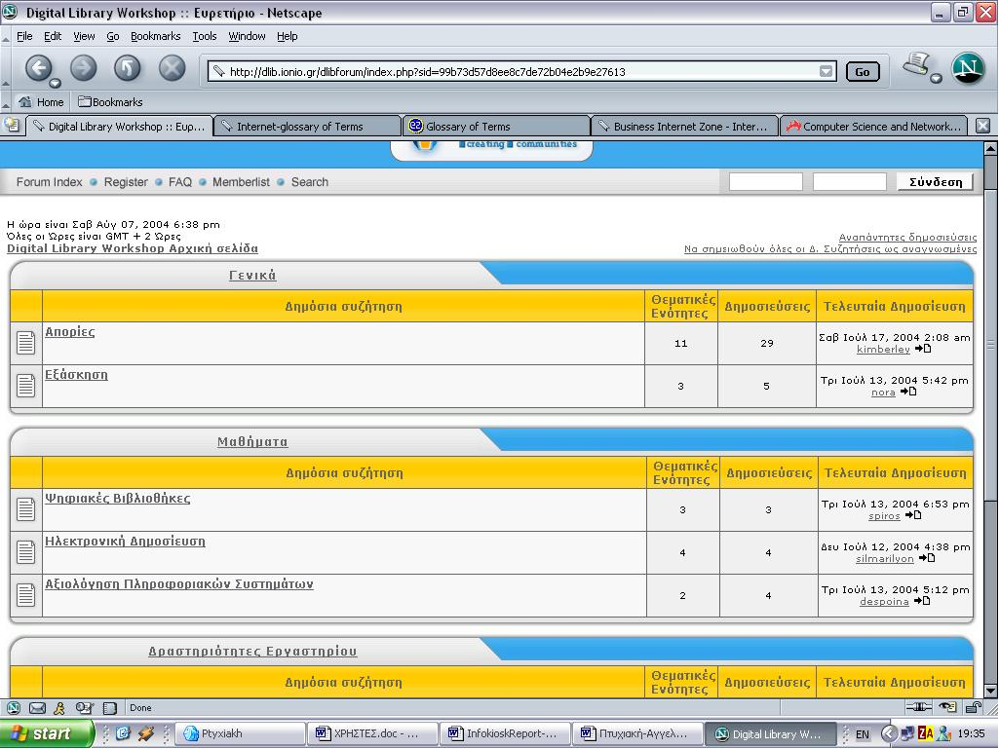 Digital Library Workshop :: Ευρετήριο - Netscape
File Edit View Go Bookmarks Tools Window Help
http://dlib.ionio.gr/dlibforum/index.php?sid=99b73d57d8ee8c7de72b04e2b9e27613 Go
Home Bookmarks
Digital Library Workshop :: Ευρ... Internet-glossary of Terms Glossary of Terms Business Internet Zone - Inter... Computer Science and Network...
creating communities
Forum Index Register FAQ Memberlist Search Σύνδεση
Η ώρα είναι Σαβ Αύγ 07, 2004 6:38 pm
Όλες οι Ώρες είναι GMT + 2 Ώρες
Αναπάντητες δημοσιεύσεις
Digital Library Workshop Αρχική σελίδα
Να σημειωθούν όλες οι Δ. Συζητήσεις ως αναγνωσμένες
Γενικά
Δημόσια συζήτηση Θεματικές Ενότητες Δημοσιεύσεις Τελευταία Δημοσίευση
Απορίες 11 29 Σαβ Ιούλ 17, 2004 2:08 am
kimberley
Εξάσκηση 3 5 Τρι Ιούλ 13, 2004 5:42 pm
nora
Μαθήματα
Δημόσια συζήτηση Θεματικές Ενότητες Δημοσιεύσεις Τελευταία Δημοσίευση
Ψηφιακές Βιβλιοθήκες 3 3 Τρι Ιούλ 13, 2004 6:53 pm
spiros
Ηλεκτρονική Δημοσίευση 4 4 Δευ Ιούλ 12, 2004 4:38 pm
silmarilyon
Αξιολόγηση Πληροφοριακών Συστημάτων 2 4 Τρι Ιούλ 13, 2004 5:12 pm
despoina
Δραστηριότητες Εργαστηρίου
Δημόσια συζήτηση Θεματικές Ενότητες Δημοσιεύσεις Τελευταία Δημοσίευση
Done
start Ptyxiakh ΧΡΗΣΤΕΣ.doc - ... InfokioskReport-... Πτυχιακή-Αγγελ... Digital Library W... EN ZA 19:35